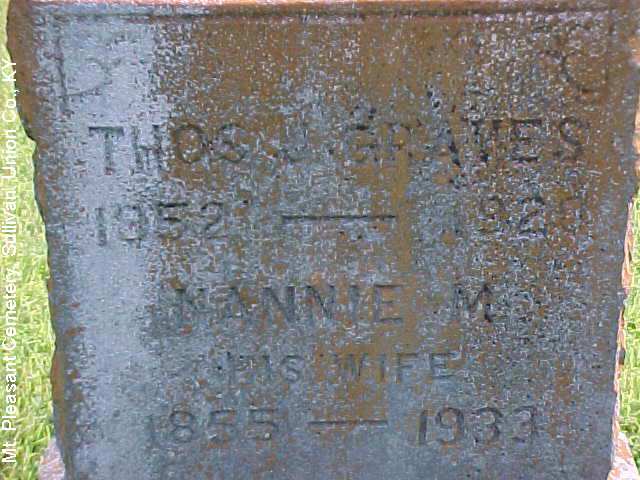 THOS J GRAVES
1852 —
NANNIE M.
HIS WIFE
1855 — 1933
Mt. Pleasant Cemetery, Sullivan, Union Co., KY